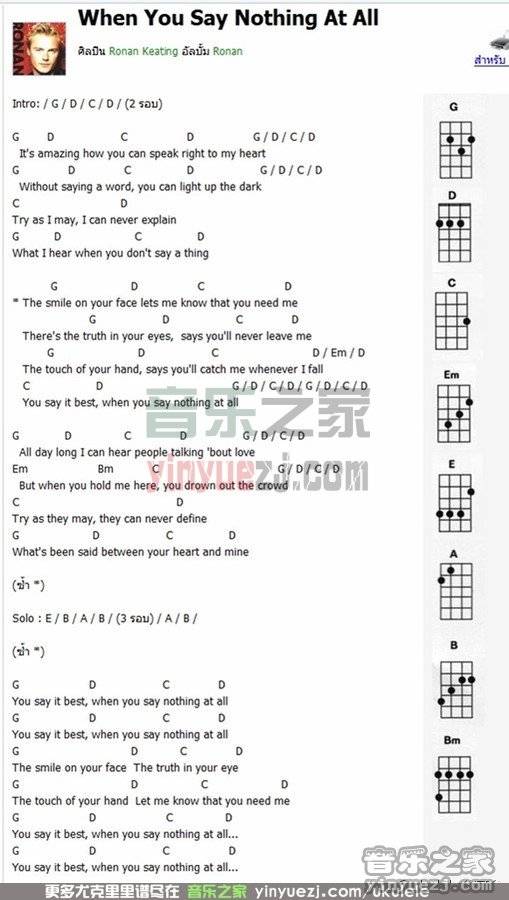 When You Say Nothing At All
RONAN
ศิลปิน Ronan Keating อัลบั้ม Ronan
สำหรับ
Intro: / G / D / C / D / (2 รอบ)
G D C D G / D / C / D
It's amazing how you can speak right to my heart
G D C D G / D / C / D
Without saying a word, you can light up the dark
C D
Try as I may, I can never explain
G D C D
What I hear when you don't say a thing
G D C D
* The smile on your face lets me know that you need me
G D C D
There's the truth in your eyes, says you'll never leave me
G D C D / Em / D
The touch of your hand, says you'll catch me whenever I fall
C D G / D / C / D / G / D / C / D
You say it best, when you say nothing at all
G D C D G / D / C / D
All day long I can hear people talking 'bout love
Em Bm C G / D / C / D
But when you hold me here, you drown out the crowd
C D
Try as they may, they can never define
G D C D
What's been said between your heart and mine
(ซ้ำ *)
Solo : E / B / A / B / (3 รอบ) / A / B /
(ซ้ำ *)
G D C D
You say it best, when you say nothing at all
G D C D
You say it best, when you say nothing at all
G D C D
The smile on your face The truth in your eye
G D C D
The touch of your hand Let me know that you need me
G D C D
You say it best, when you say nothing at all...
G D C D
You say it best, when you say nothing at all...
G
D
C
Em
E
A
B
Bm
音乐之家
yinyuezj.com
音乐之家
yinyuezj.com
更多尤克里里谱尽在 音乐之家 yinyuezj.com/ukulele